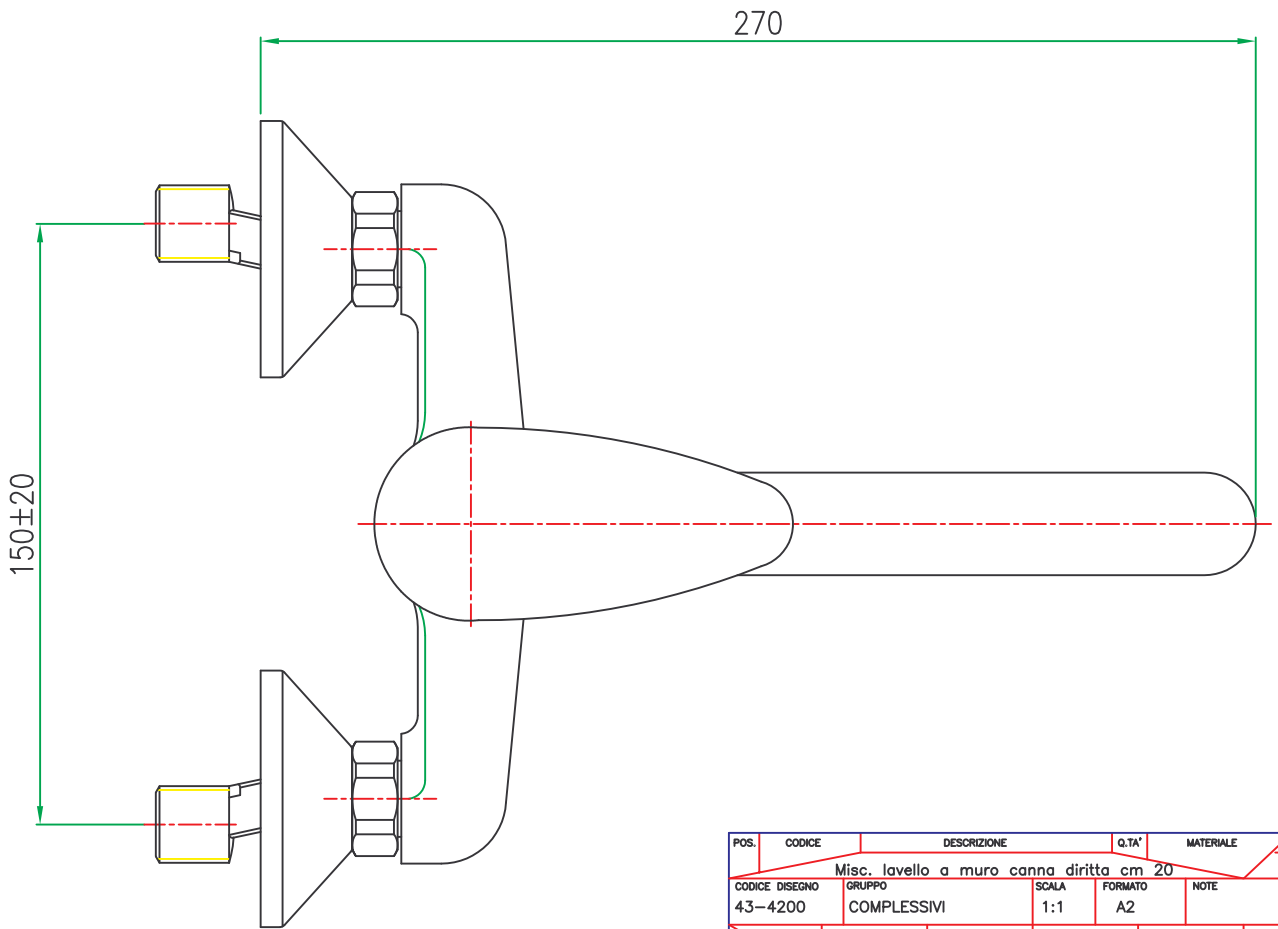 270
150±20
POS. CODICE DESCRIZIONE Q.TA' MATERIALE
Misc. lavello a muro canna diritta cm 20
CODICE DISEGNO GRUPPO SCALA FORMATO NOTE
43-4200 COMPLESSIVI 1:1 A2